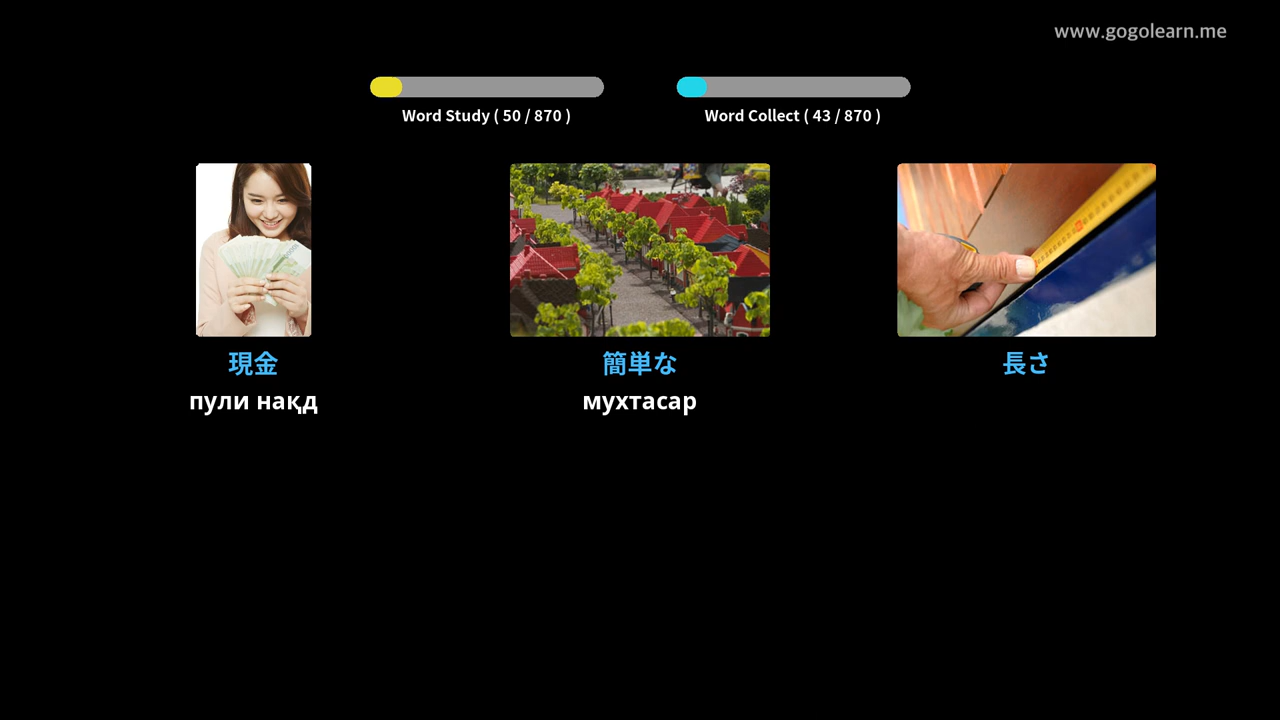 www.gogolearn.me
Word Study ( 50 / 870 )
Word Collect ( 43 / 870 )
現金
簡単な
長さ
пули нақд
мухтасар